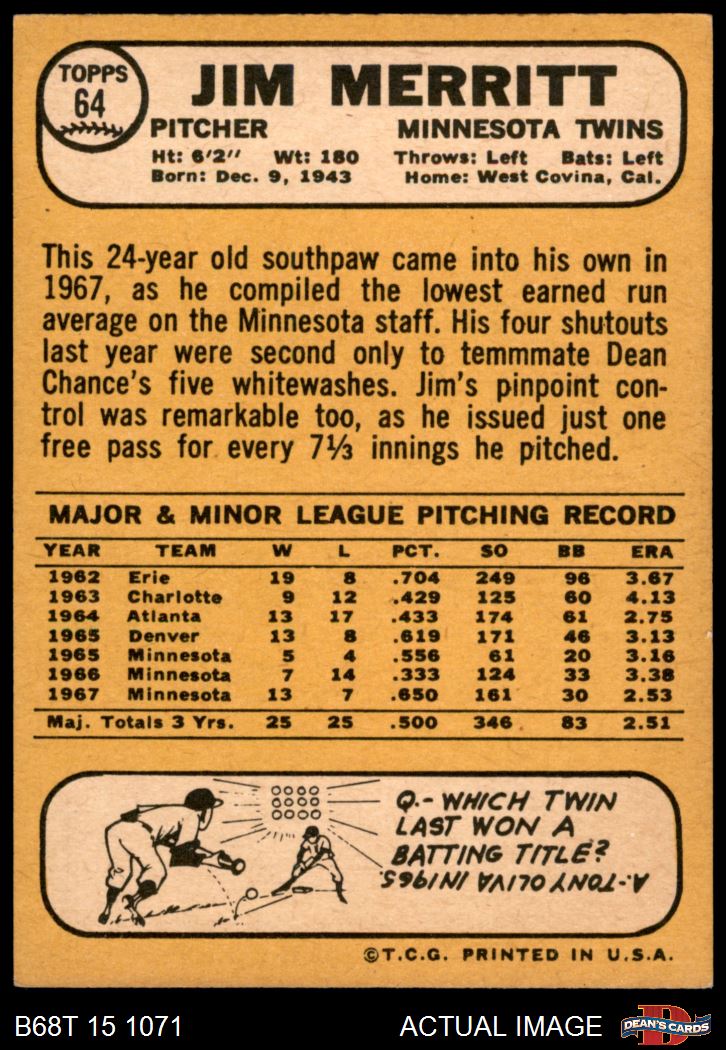 TOPPS
64
JIM MERRITT
PITCHER MINNESOTA TWINS
Ht: 6'2" Wt: 180 Throws: Left Bats: Left
Born: Dec. 9, 1943 Home: West Covina, Cal.
This 24-year old southpaw came into his own in
1967, as he compiled the lowest earned run
average on the Minnesota staff. His four shutouts
last year were second only to temmmate Dean
Chance's five whitewashes. Jim's pinpoint con-
trol was remarkable too, as he issued just one
free pass for every 7⅓ innings he pitched.
MAJOR & MINOR LEAGUE PITCHING RECORD
YEAR TEAM W L PCT. SO BB ERA
1962 Erie 19 8 .704 249 96 3.67
1963 Charlotte 9 12 .429 125 60 4.13
1964 Atlanta 13 17 .433 174 61 2.75
1965 Denver 13 8 .619 171 46 3.13
1965 Minnesota 5 4 .556 61 20 3.16
1966 Minnesota 7 14 .333 124 33 3.38
1967 Minnesota 13 7 .650 161 30 2.53
Maj. Totals 3 Yrs. 25 25 .500 346 83 2.51
Q.- WHICH TWIN
LAST WON A
BATTING TITLE?
A.-TONY OLIVA IN 1965.
©T.C.G. PRINTED IN U.S.A.
B68T 15 1071 ACTUAL IMAGE DEAN'S CARDS